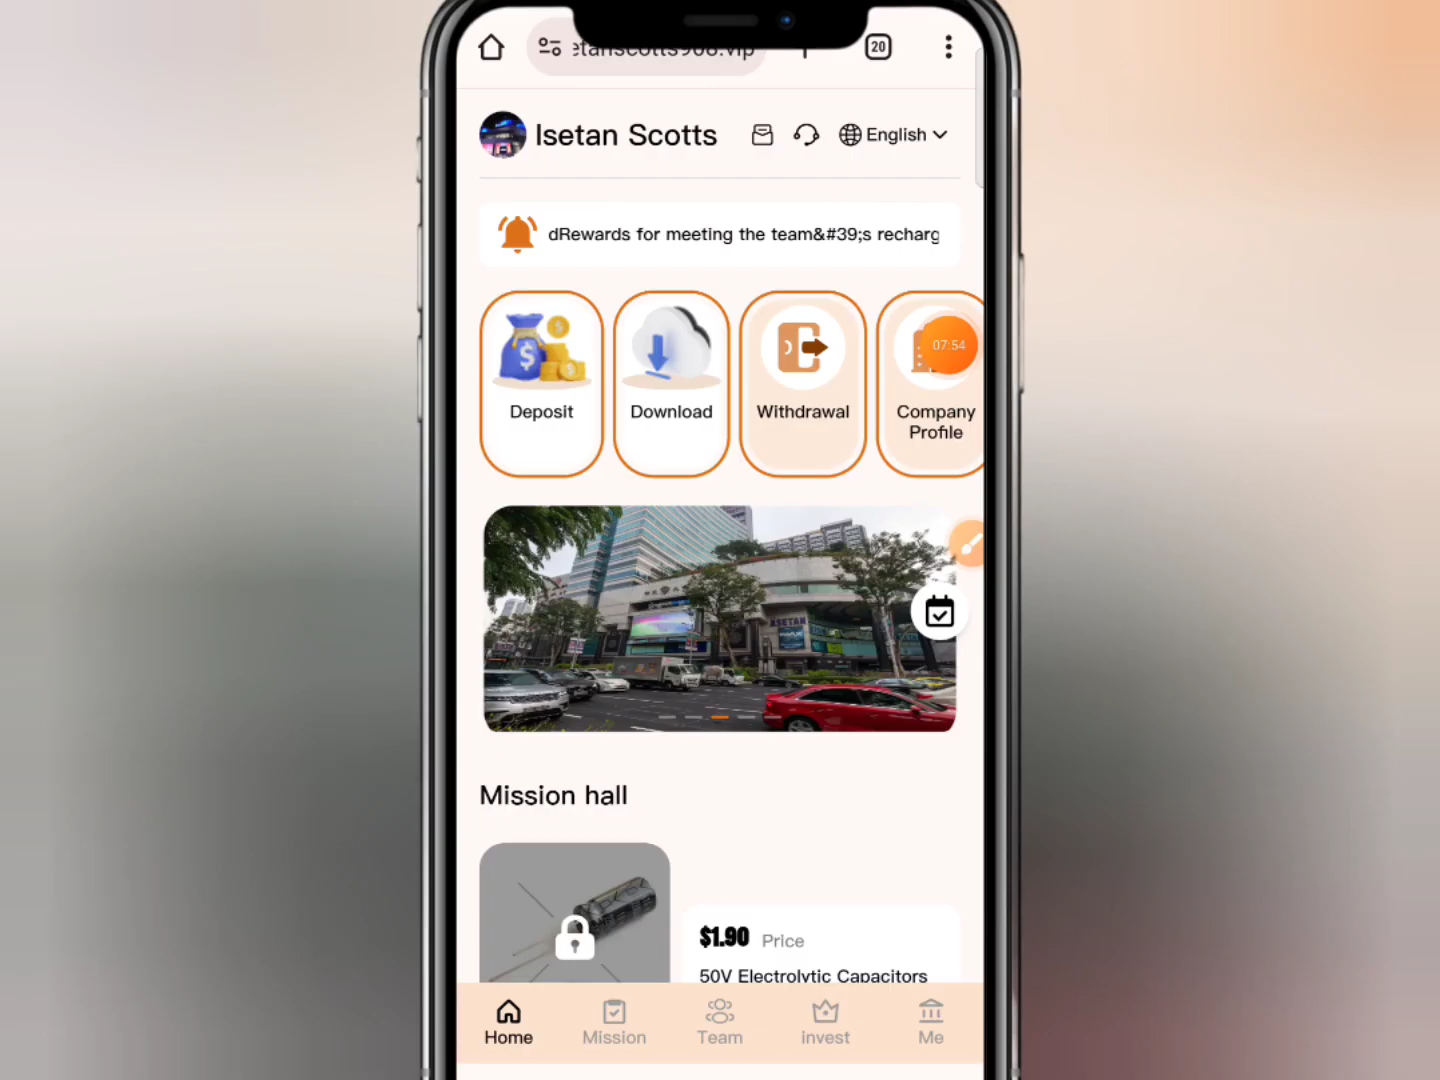 20
Isetan Scotts
English
dRewards for meeting the team&#39;s recharg
07:54
Deposit
Download
Withdrawal
Company
Profile
ISETAN
Mission hall
$1.90 Price
50V Electrolytic Capacitors
Home
Mission
Team
invest
Me